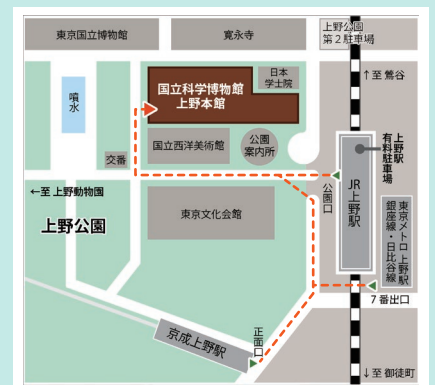 東京国立博物館
寛永寺
上野公園
第2駐車場
↑至 鶯谷
日本
学士院
国立科学博物館
上野本館
噴水
国立西洋美術館
公園
案内所
交番
上野駅
有料駐車場
←至 上野動物園
上野公園
東京文化会館
公園口
JR上野駅
東京メトロ 上野駅
銀座線・日比谷線
7番出口
正面口
京成上野駅
↓至 御徒町